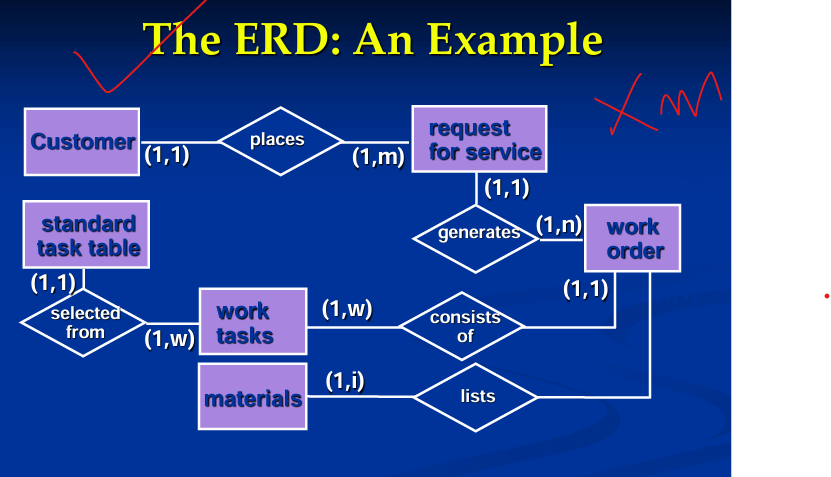 The ERD: An Example
Customer
(1,1)
places
(1,m)
request
for service
(1,1)
standard
task table
generates
(1,n)
work
order
(1,1)
(1,1)
selected
from
(1,w)
work
tasks
(1,w)
consists
of
materials
(1,i)
lists